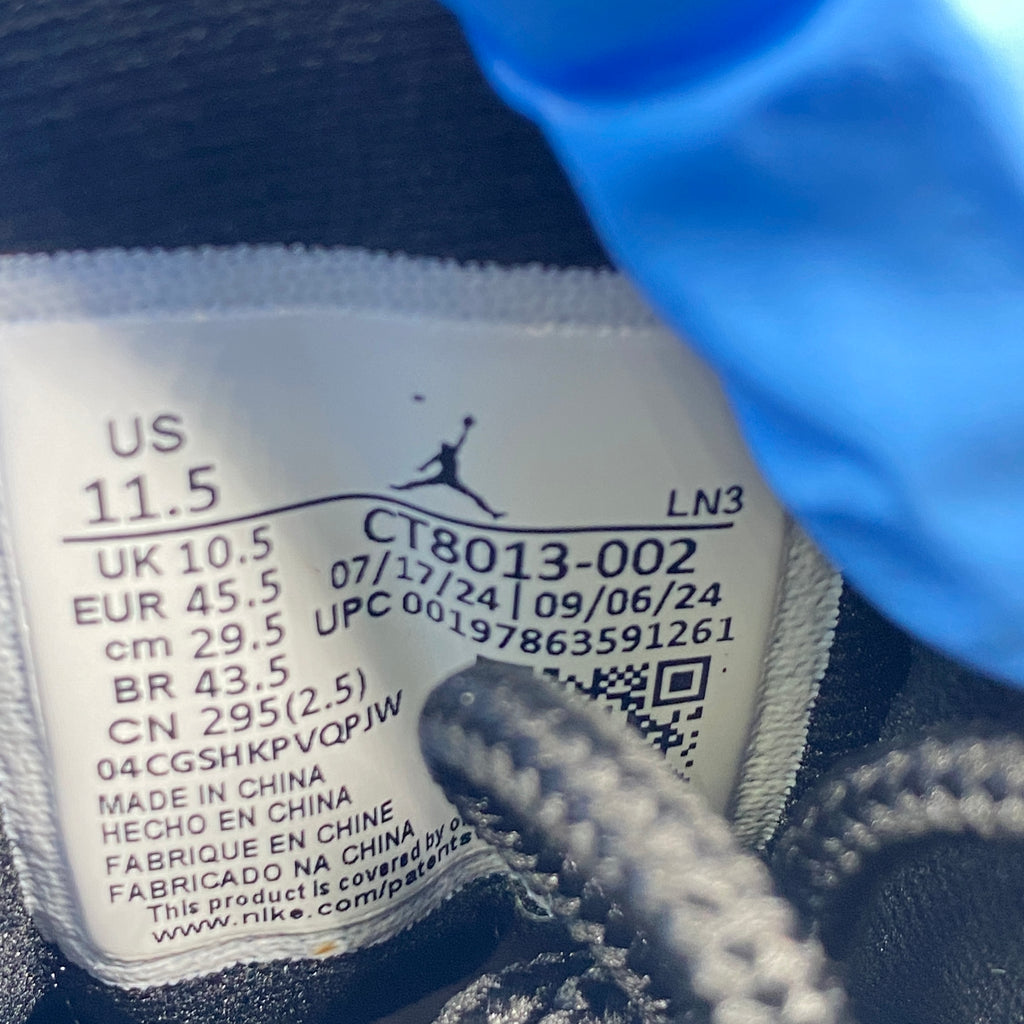 US
11.5
LN3
UK 10.5
EUR 45.5
cm 29.5
BR 43.5
CN 295(2.5)
CT8013-002
07/17/24 | 09/06/24
UPC 00197863591261
04CGSHKPVQPJW
MADE IN CHINA
HECHO EN CHINA
FABRIQUE EN CHINE
FABRICADO NA CHINA
This product is covered by
www.nike.com/patents